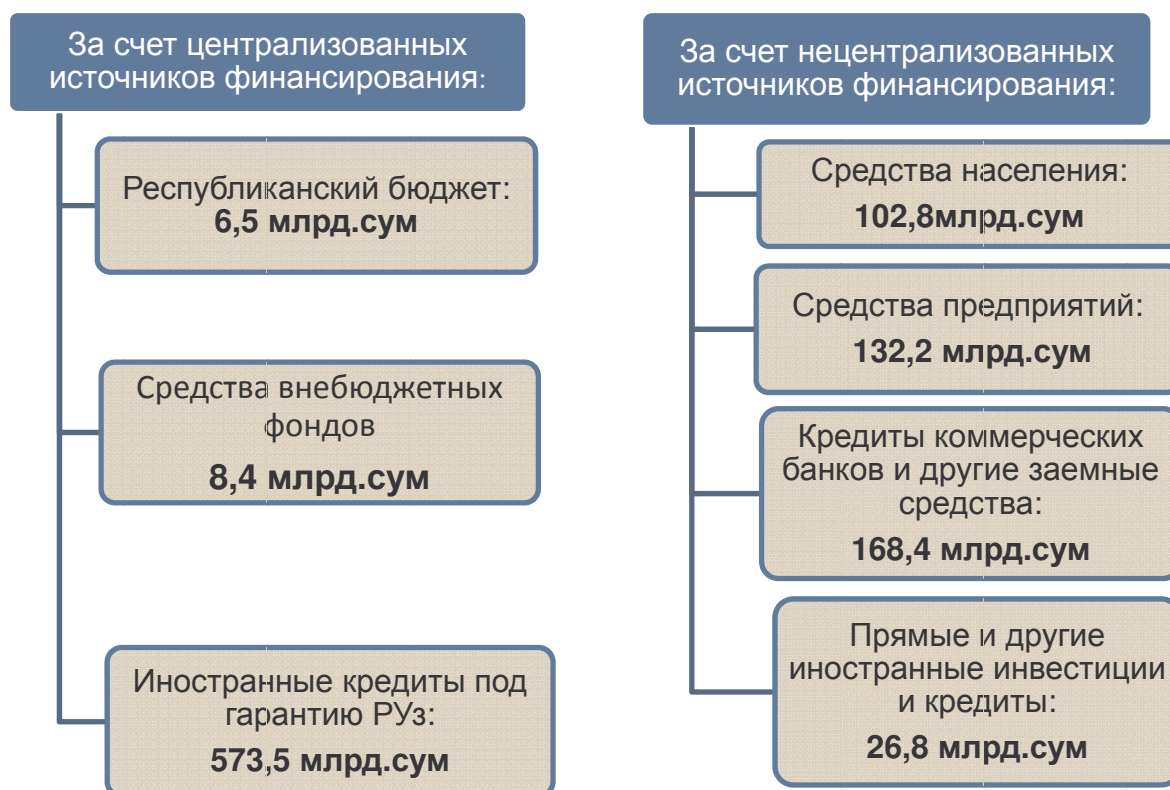 За счет централизованных
источников финансирования:
Республиканский бюджет:
6,5 млрд.сум
Средства внебюджетных
фондов
8,4 млрд.сум
Иностранные кредиты под
гарантию РУз:
573,5 млрд.сум
За счет нецентрализованных
источников финансирования:
Средства населения:
102,8млрд.сум
Средства предприятий:
132,2 млрд.сум
Кредиты коммерческих
банков и другие заемные
средства:
168,4 млрд.сум
Прямые и другие
иностранные инвестиции
и кредиты:
26,8 млрд.сум